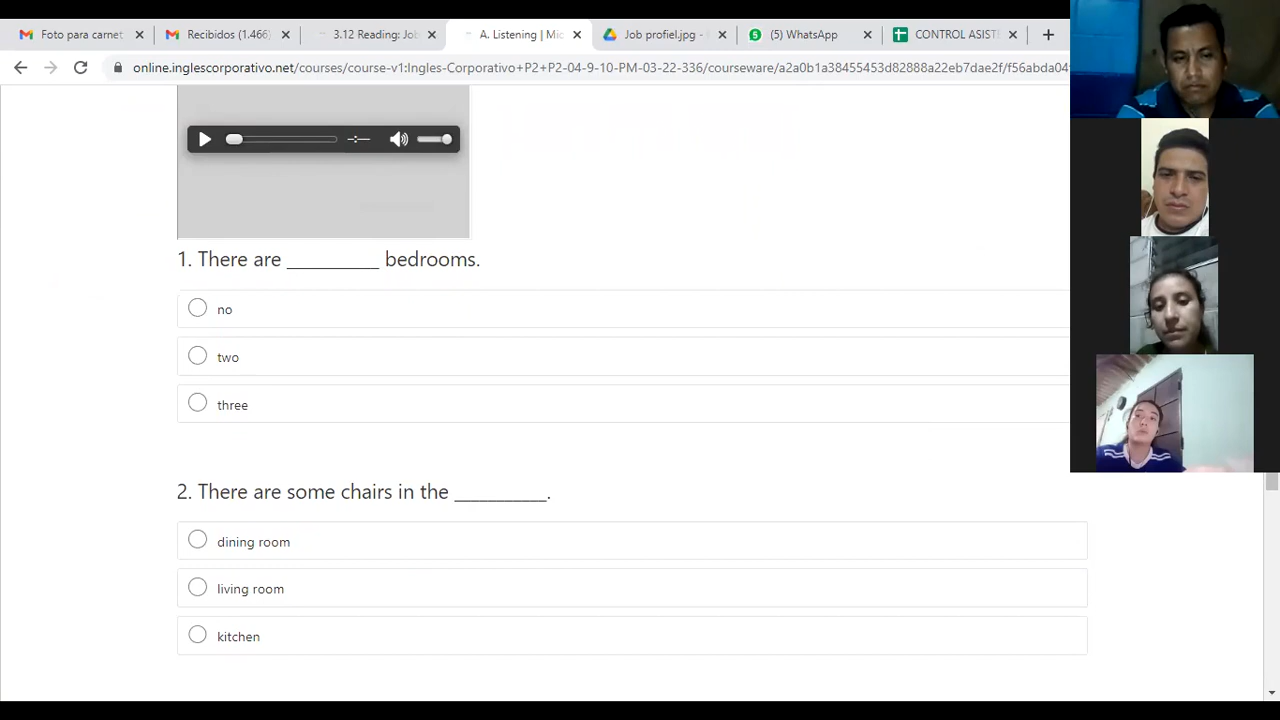 Foto para carnet
Recibidos (1.466)
3.12 Reading: Jo
A. Listening | Mic
Job profiel.jpg -
(5) WhatsApp
CONTROL ASIST
online.inglescorporativo.net/courses/course-v1:Ingles-Corporativo+P2+P2-04-9-10-PM-03-22-336/courseware/a2a0b1a38455453d82888a22eb7dae2f/f56abda04
1. There are __________ bedrooms.
no
two
three
2. There are some chairs in the __________.
dining room
living room
kitchen